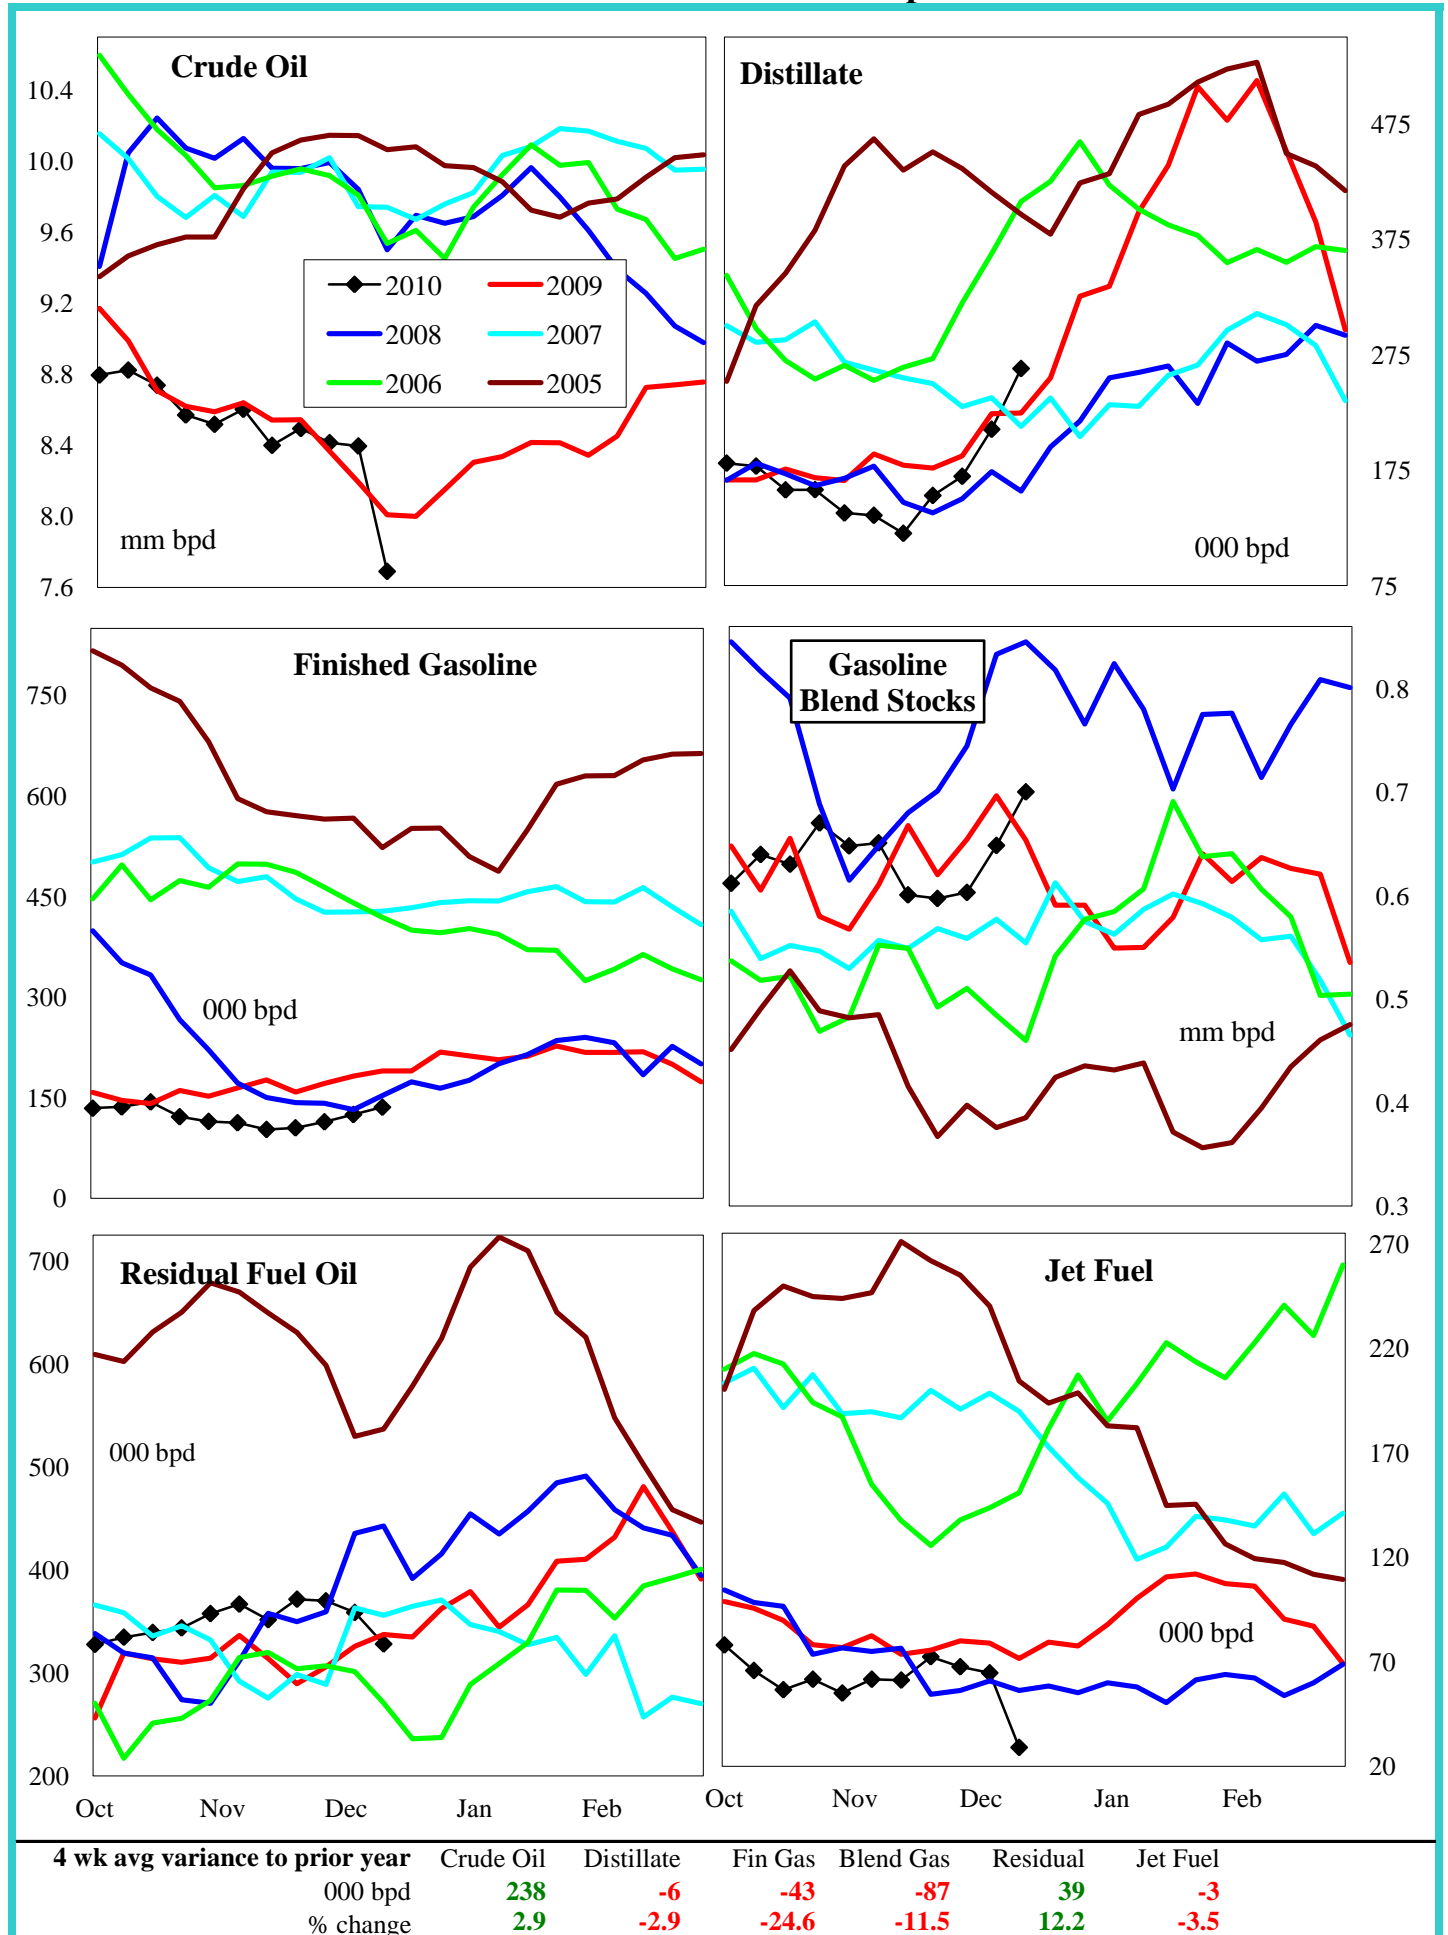 Crude Oil
10.4
10.0
9.6
9.2
8.8
8.4
8.0
7.6
2010 2009
2008 2007
2006 2005
mm bpd
Distillate
475
375
275
175
75
000 bpd
Finished Gasoline
750
600
450
300
150
0
000 bpd
Gasoline
Blend Stocks
0.8
0.7
0.6
0.5
0.4
0.3
mm bpd
Residual Fuel Oil
700
600
500
400
300
200
000 bpd
Oct Nov Dec Jan Feb
Jet Fuel
270
220
170
120
70
20
000 bpd
Oct Nov Dec Jan Feb
4 wk avg variance to prior year Crude Oil Distillate Fin Gas Blend Gas Residual Jet Fuel
000 bpd 238 -6 -43 -87 39 -3
% change 2.9 -2.9 -24.6 -11.5 12.2 -3.5